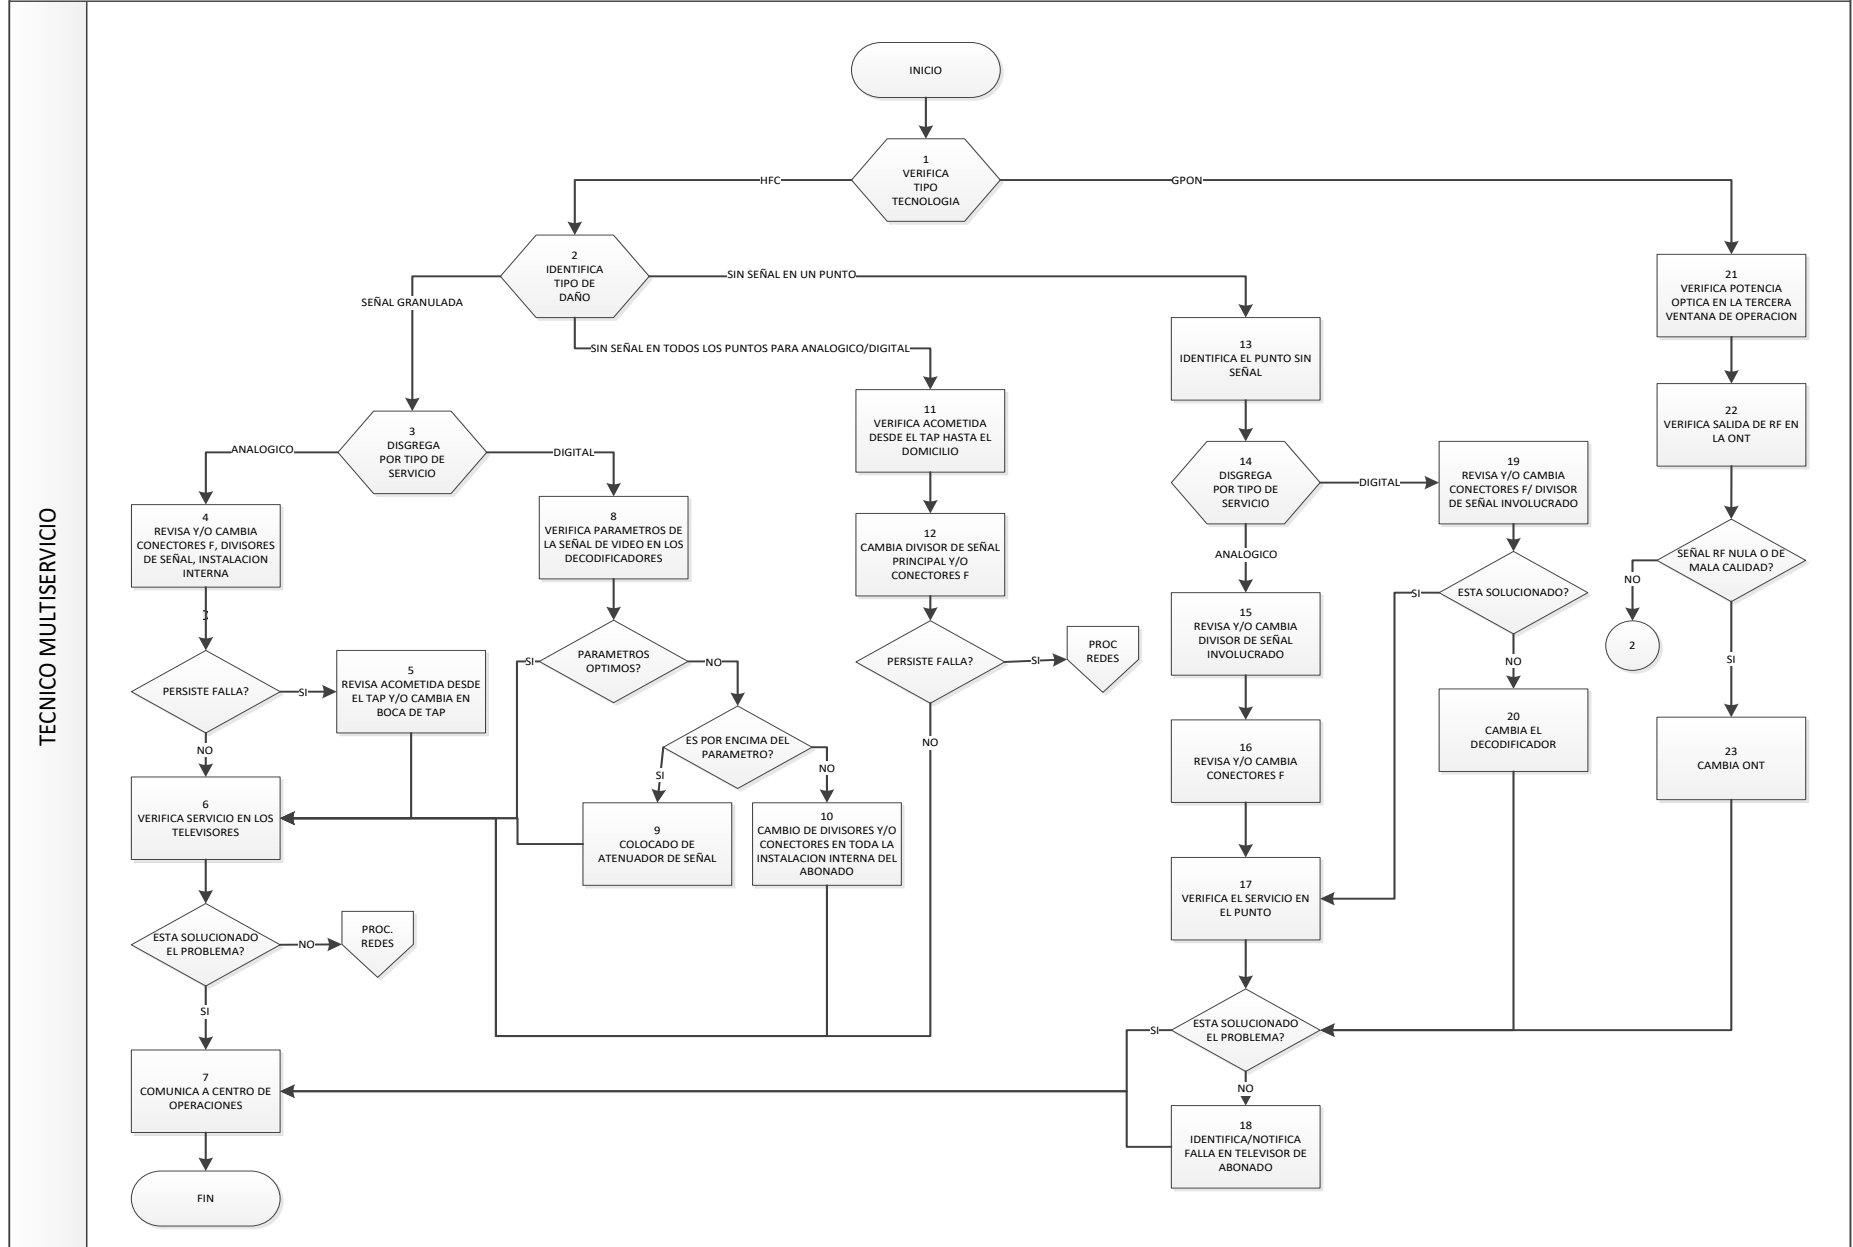 TECNICO MULTISERVICIO
INICIO
1
VERIFICA
TIPO
TECNOLOGIA
HFC
GPON
2
IDENTIFICA
TIPO DE
DAÑO
SEÑAL GRANULADA
SIN SEÑAL EN UN PUNTO
SIN SEÑAL EN TODOS LOS PUNTOS PARA ANALOGICO/DIGITAL
3
DISGREGA
POR TIPO DE
SERVICIO
ANALOGICO
DIGITAL
4
REVISA Y/O CAMBIA
CONECTORES F, DIVISORES
DE SEÑAL, INSTALACION
INTERNA
PERSISTE FALLA?
SI
NO
5
REVISA ACOMETIDA DESDE
EL TAP Y/O CAMBIA EN
BOCA DE TAP
6
VERIFICA SERVICIO EN LOS
TELEVISORES
ESTA SOLUCIONADO
EL PROBLEMA?
NO
PROC.
REDES
SI
7
COMUNICA A CENTRO DE
OPERACIONES
FIN
8
VERIFICA PARAMETROS DE
LA SEÑAL DE VIDEO EN LOS
DECODIFICADORES
PARAMETROS
OPTIMOS?
SI
NO
ES POR ENCIMA DEL
PARAMETRO?
SI
NO
9
COLOCADO DE
ATENUADOR DE SEÑAL
10
CAMBIO DE DIVISORES Y/O
CONECTORES EN TODA LA
INSTALACION INTERNA DEL
ABONADO
11
VERIFICA ACOMETIDA
DESDE EL TAP HASTA EL
DOMICILIO
12
CAMBIA DIVISOR DE SEÑAL
PRINCIPAL Y/O
CONECTORES F
PERSISTE FALLA?
SI
PROC
REDES
NO
13
IDENTIFICA EL PUNTO SIN
SEÑAL
14
DISGREGA
POR TIPO DE
SERVICIO
DIGITAL
ANALOGICO
15
REVISA Y/O CAMBIA
DIVISOR DE SEÑAL
INVOLUCRADO
16
REVISA Y/O CAMBIA
CONECTORES F
17
VERIFICA EL SERVICIO EN
EL PUNTO
ESTA SOLUCIONADO
EL PROBLEMA?
SI
NO
18
IDENTIFICA/NOTIFICA
FALLA EN TELEVISOR DE
ABONADO
19
REVISA Y/O CAMBIA
CONECTORES F/ DIVISOR
DE SEÑAL INVOLUCRADO
ESTA SOLUCIONADO?
SI
NO
20
CAMBIA EL
DECODIFICADOR
21
VERIFICA POTENCIA
OPTICA EN LA TERCERA
VENTANA DE OPERACION
22
VERIFICA SALIDA DE RF EN
LA ONT
SEÑAL RF NULA O DE
MALA CALIDAD?
NO
2
SI
23
CAMBIA ONT